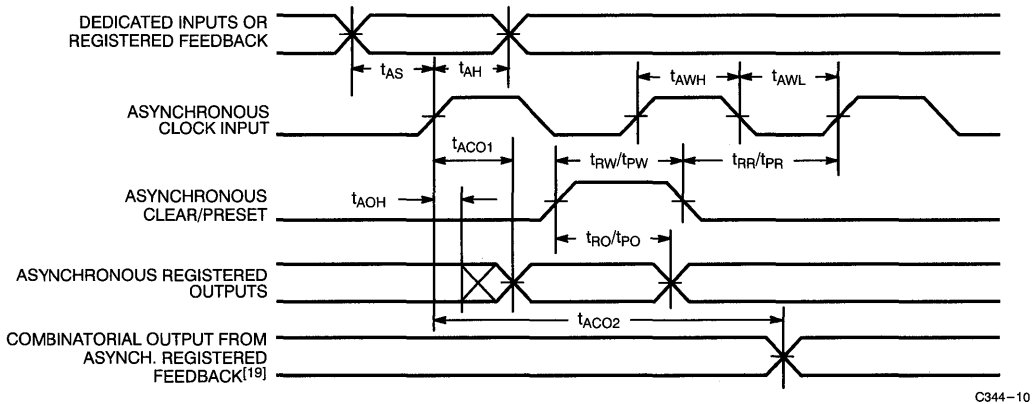 DEDICATED INPUTS OR
REGISTERED FEEDBACK
tAS
tAH
tAWH
tAWL
ASYNCHRONOUS
CLOCK INPUT
tACO1
tRW/tPW
tRR/tPR
ASYNCHRONOUS
CLEAR/PRESET
tAOH
tRO/tPO
ASYNCHRONOUS REGISTERED
OUTPUTS
tACO2
COMBINATORIAL OUTPUT FROM
ASYNCH. REGISTERED
FEEDBACK[19]
C344–10